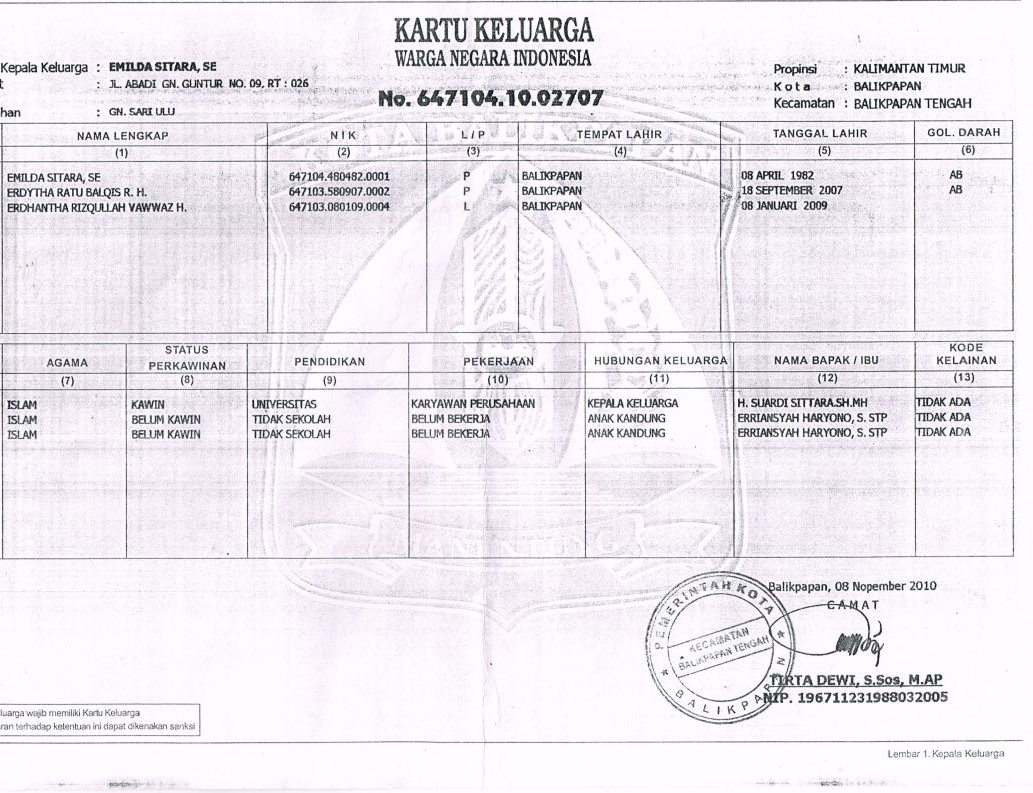 KARTU KELUARGA
WARGA NEGARA INDONESIA
No. 647104.10.02707
Kepala Keluarga : EMILDA SITARA, SE
t : JL. ABADI GN. GUNTUR NO. 09, RT : 026
han : GN. SARI ULU
Propinsi : KALIMANTAN TIMUR
Kota : BALIKPAPAN
Kecamatan : BALIKPAPAN TENGAH
NAMA LENGKAP N I K L / P TEMPAT LAHIR TANGGAL LAHIR GOL. DARAH
(1) (2) (3) (4) (5) (6)
EMILDA SITARA, SE 647104.480482.0001 P BALIKPAPAN 08 APRIL 1982 AB
ERDYTHA RATU BALQIS R. H. 647103.580907.0002 P BALIKPAPAN 18 SEPTEMBER 2007 AB
ERDHANTHA RIZQULLAH VAWWAZ H. 647103.080109.0004 L BALIKPAPAN 08 JANUARI 2009 -
AGAMA STATUS PERKAWINAN PENDIDIKAN PEKERJAAN HUBUNGAN KELUARGA NAMA BAPAK / IBU KODE KELAINAN
(7) (8) (9) (10) (11) (12) (13)
ISLAM KAWIN UNIVERSITAS KARYAWAN PERUSAHAAN KEPALA KELUARGA H. SUARDI SITTARA.SH.MH TIDAK ADA
ISLAM BELUM KAWIN TIDAK SEKOLAH BELUM BEKERJA ANAK KANDUNG ERRIANSYAH HARYONO, S. STP TIDAK ADA
ISLAM BELUM KAWIN TIDAK SEKOLAH BELUM BEKERJA ANAK KANDUNG ERRIANSYAH HARYONO, S. STP TIDAK ADA
Balikpapan, 08 Nopember 2010
C A M A T
PEMERINTAH KOTA
KECAMATAN
BALIKPAPAN TENGAH
BALIKPAPAN
TIRTA DEWI, S.Sos, M.AP
NIP. 196711231988032005
luarga wajib memiliki Kartu Keluarga
ran terhadap ketentuan ini dapat dikenakan sanksi
Lembar 1. Kepala Keluarga